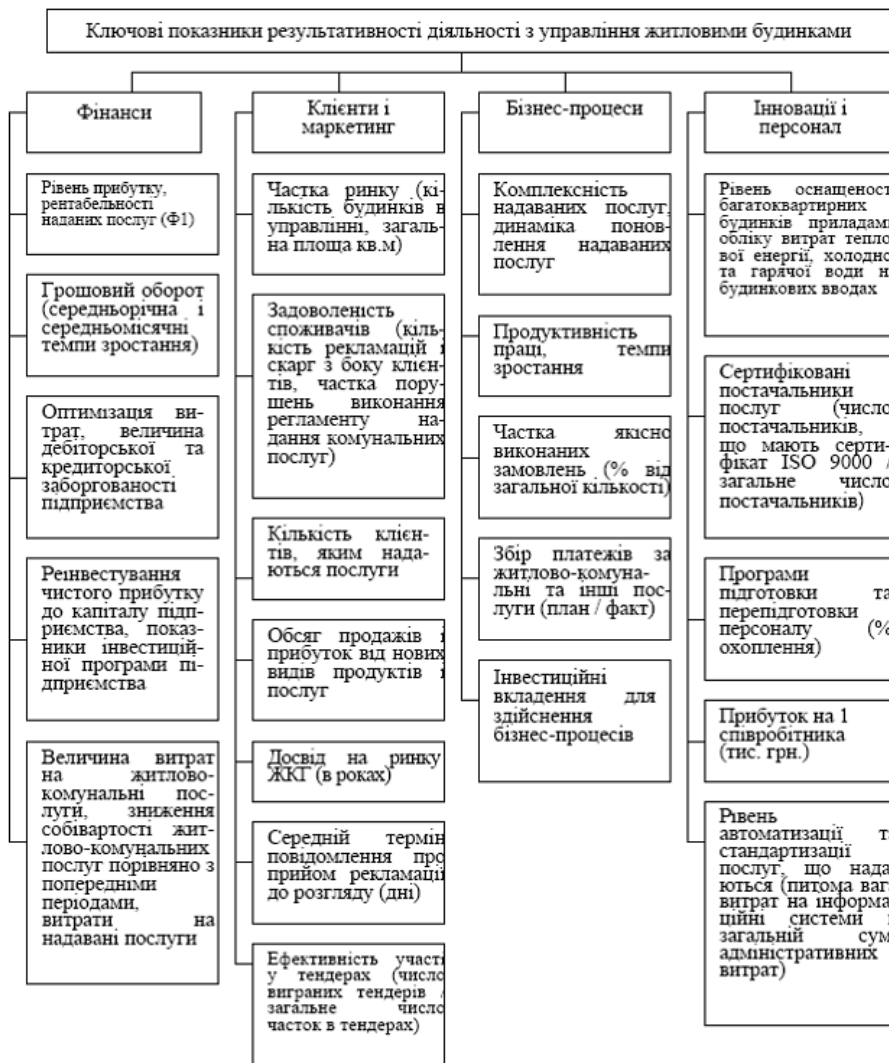 Ключові показники результативності діяльності з управління житловими будинками
Фінанси
Рівень прибутку,
рентабельності
наданих послуг (Ф1)
Грошовий оборот
(середньорічна і
середньомісячні
темпи зростання)
Оптимізація ви-
трат, величина
дебіторської та
кредиторської
заборгованості
підприємства
Реінвестування
чистого прибутку
до капіталу підп-
риємства, показ-
ники інвестицій-
ної програми пі-
дприємства
Величина витрат
на житлово-
комунальні пос-
луги, зниження
собівартості жит-
лово-комунальних
послуг порівняно з
попередніми
періодами,
витрати на
надавані послуги
Клієнти і
маркетинг
Частка ринку (кі-
лькість будинків в
управлінні, загаль-
на площа кв.м)
Задоволеність
споживачів (кіль-
кість рекламацій і
скарг з боку клієн-
тів, частка пору-
шень виконання
регламенту на-
дання комунальних
послуг)
Кількість клієн-
тів, яким нада-
ються послуги
Обсяг продажів і
прибуток від нових
видів продуктів і
послуг
Досвід на ринку
ЖКГ (в роках)
Середній термін
повідомлення про
прийом рекламації
до розгляду (дні)
Ефективність участі
у тендерах (число
виграних тендерів /
загальне число
часток в тендерах)
Бізнес-процеси
Комплексність
надаваних послуг,
динаміка понов-
лення надаваних
послуг
Продуктивність
праці, темпи
зростання
Частка якісно
виконаних
замовлень (% від
загальної кількості)
Збір платежів за
житлово-комуна-
льні та інші пос-
луги (план / факт)
Інвестиційні
вкладення для
здійснення
бізнес-процесів
Інновації і
персонал
Рівень оснащеност
багатоквартирних
будинків приладами
обліку витрат тепло-
вої енергії, холодно
та гарячої води н
будинкових вводах
Сертифіковані
постачальники
послуг (число
постачальників,
що мають серти-
фікат ISO 9000 /
загальне число
постачальників)
Програми
підготовки та
перепідготовки
персоналу (%
охоплення)
Прибуток на 1
співробітника
(тис. грн.)
Рівень
автоматизації та
стандартизації
послуг, що нада-
ються (питома вага
витрат на інформа-
ційні системи в
загальній сум
адміністративних
витрат)